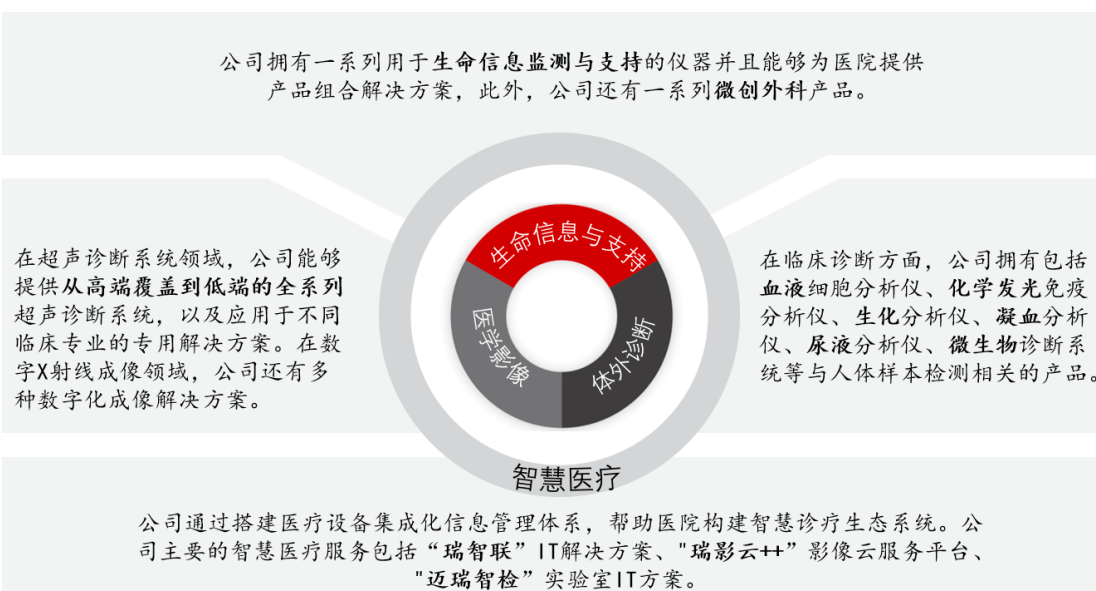 公司拥有一系列用于生命信息监测与支持的仪器并且能够为医院提供
产品组合解决方案，此外，公司还有一系列微创外科产品。
生命信息与支持
医学影像
体外诊断
在超声诊断系统领域，公司能够
提供从高端覆盖到低端的全系列
超声诊断系统，以及应用于不同
临床专业的专用解决方案。在数
字X射线成像领域，公司还有多
种数字化成像解决方案。
在临床诊断方面，公司拥有包括
血液细胞分析仪、化学发光免疫
分析仪、生化分析仪、凝血分析
仪、尿液分析仪、微生物诊断系
统等与人体样本检测相关的产品。
智慧医疗
公司通过搭建医疗设备集成化信息管理体系，帮助医院构建智慧诊疗生态系统。公
司主要的智慧医疗服务包括“瑞智联”IT解决方案、"瑞影云++”影像云服务平台、
"迈瑞智检”实验室IT方案。